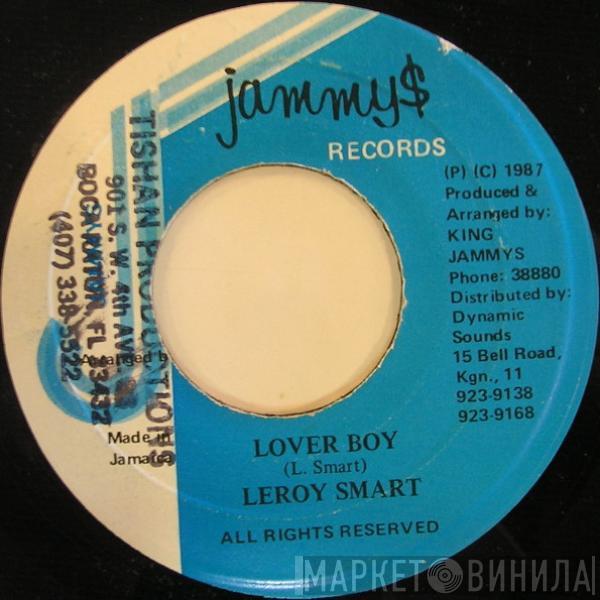 jammy$
RECORDS
(P) (C) 1987
Produced &
Arranged by:
KING
JAMMYS
Phone: 38880
Distributed by:
Dynamic
Sounds
15 Bell Road,
Kgn., 11
923-9138
923-9168
TISHAN PRODUCTIONS
901 S. W. 4th AVE
BOCA RATON, FL 33432
(407) 338-5522
Arranged b
Made in
Jamaica
LOVER BOY
(L. Smart)
LEROY SMART
ALL RIGHTS RESERVED
МАРКЕТ ВИНИЛА